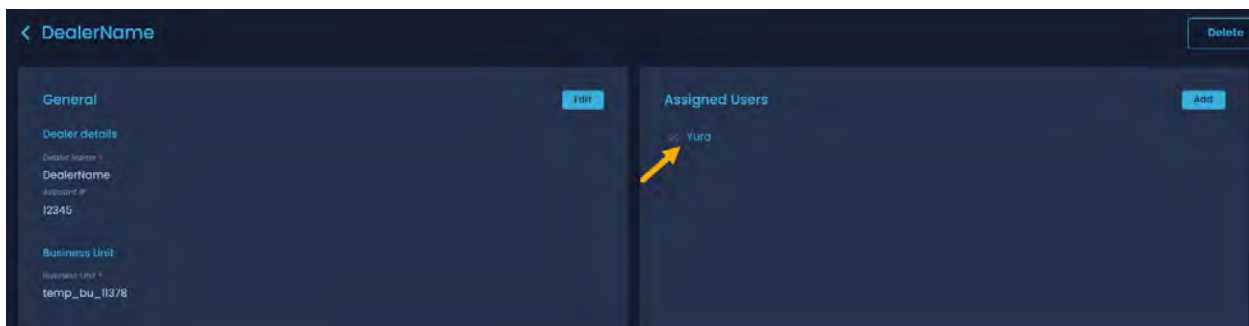 DealerName
Delete
General
Edit
Dealer details
Dealer Name *
DealerName
Account #
12345
Business Unit
Business Unit *
temp_bu_11378
Assigned Users
Add
Yura